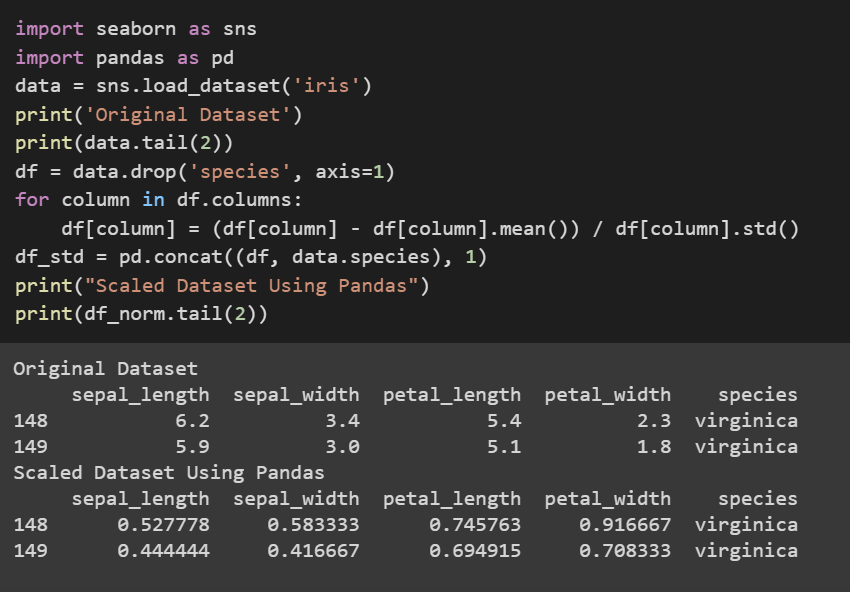 import seaborn as sns
import pandas as pd
data = sns.load_dataset('iris')
print('Original Dataset')
print(data.tail(2))
df = data.drop('species', axis=1)
for column in df.columns:
    df[column] = (df[column] - df[column].mean()) / df[column].std()
df_std = pd.concat((df, data.species), 1)
print("Scaled Dataset Using Pandas")
print(df_norm.tail(2))
Original Dataset
     sepal_length  sepal_width  petal_length  petal_width    species
148           6.2          3.4           5.4          2.3  virginica
149           5.9          3.0           5.1          1.8  virginica
Scaled Dataset Using Pandas
     sepal_length  sepal_width  petal_length  petal_width    species
148      0.527778     0.583333      0.745763     0.916667  virginica
149      0.444444     0.416667      0.694915     0.708333  virginica